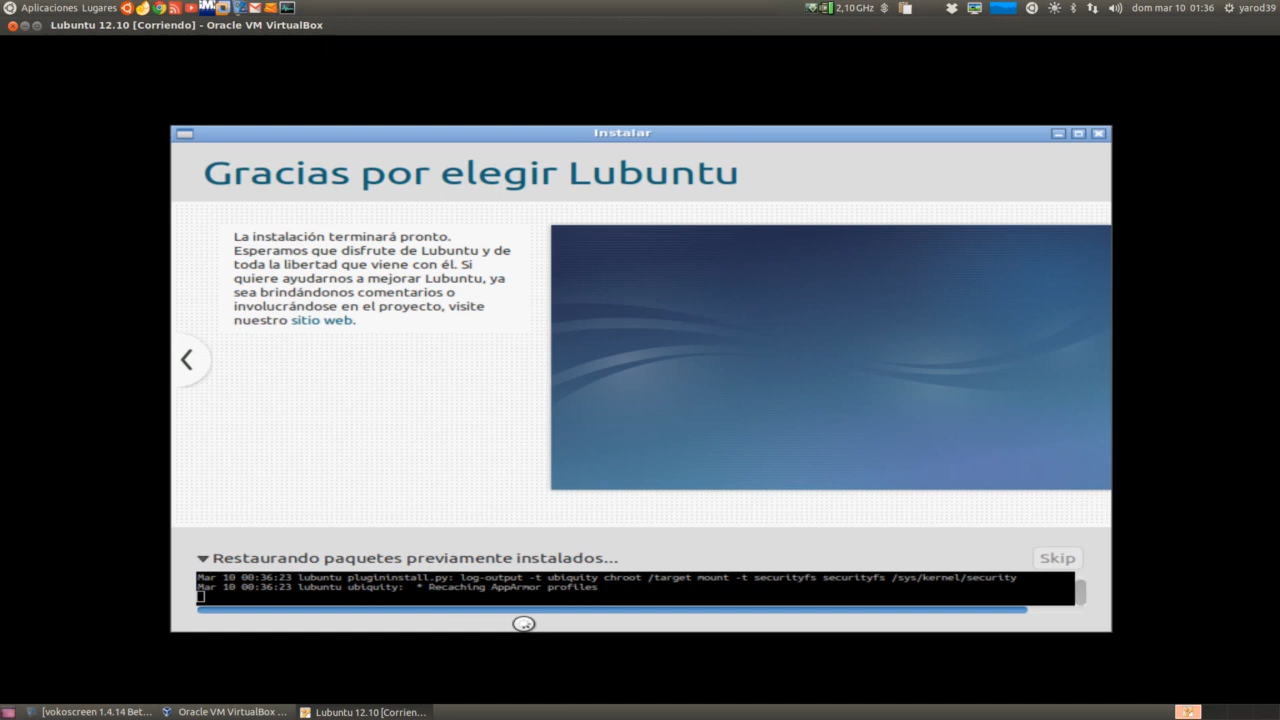 Aplicaciones Lugares
2,10GHz
dom mar 10 01:36
yarod39
Lubuntu 12.10 [Corriendo] - Oracle VM VirtualBox
Instalar
Gracias por elegir Lubuntu
La instalación terminará pronto.
Esperamos que disfrute de Lubuntu y de
toda la libertad que viene con él. Si
quiere ayudarnos a mejorar Lubuntu, ya
sea brindándonos comentarios o
involucrándose en el proyecto, visite
nuestro sitio web.
Restaurando paquetes previamente instalados...
Skip
Mar 10 00:36:23 lubuntu plugininstall.py: log-output -t ubiquity chroot /target mount -t securityfs securityfs /sys/kernel/security
Mar 10 00:36:23 lubuntu ubiquity:  * Recaching AppArmor profiles
[vokoscreen 1.4.14 Bet...
Oracle VM VirtualBox ...
Lubuntu 12.10 [Corrien...